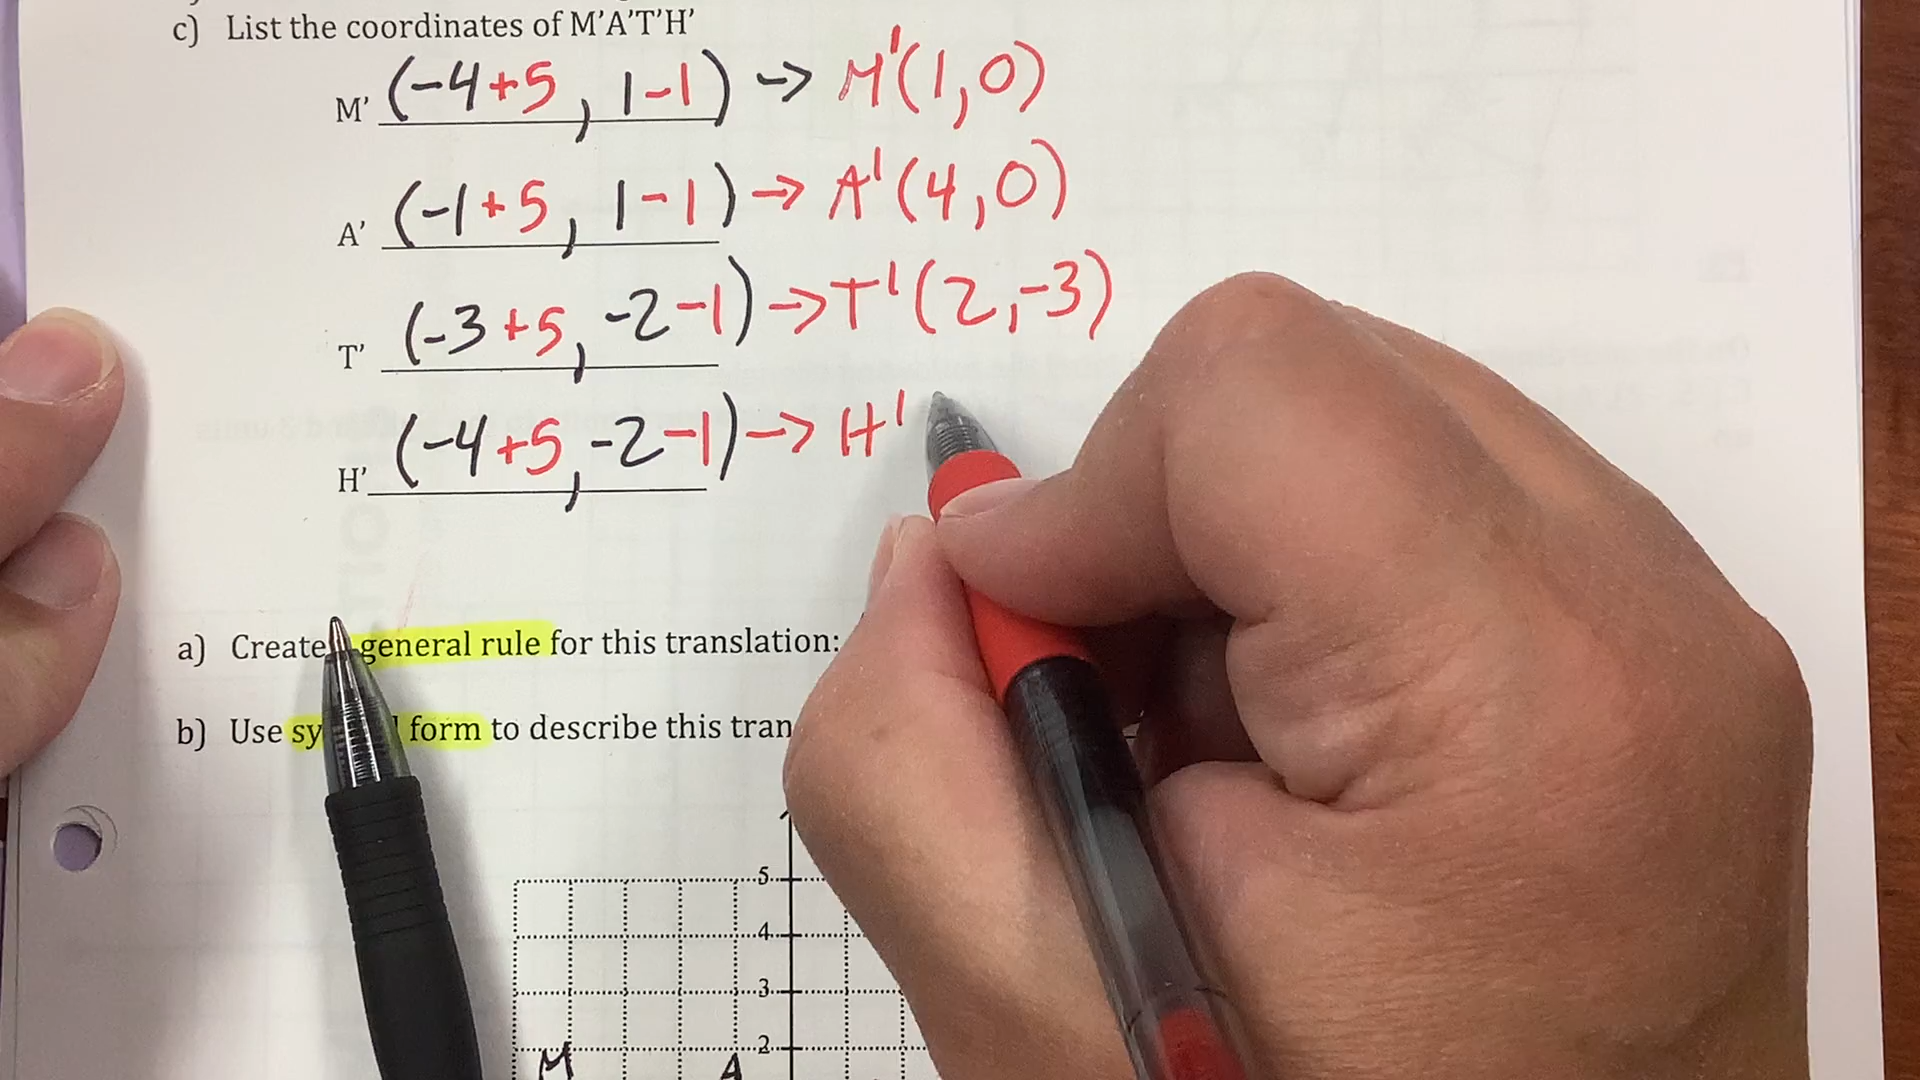 c) List the coordinates of M'A'T'H'
M' (-4+5, 1-1) → M'(1,0)
A' (-1+5, 1-1) → A'(4,0)
T' (-3+5, -2-1) → T'(2,-3)
H' (-4+5, -2-1) → H'
a) Create general rule for this translation:
b) Use form to describe this
5
4
3
2
M A